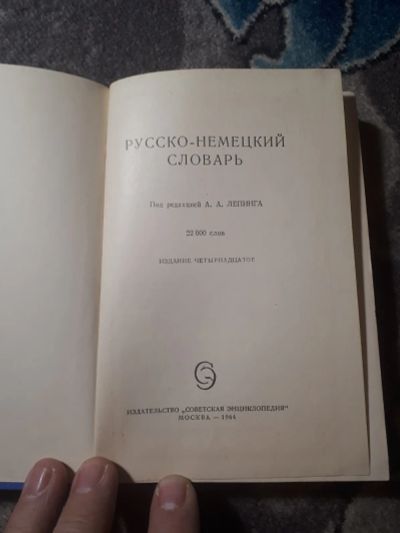 РУССКО-НЕМЕЦКИЙ
СЛОВАРЬ
Под редакцией А. А. ЛЕПИНГА
22 000 слов
ИЗДАНИЕ ЧЕТЫРНАДЦАТОЕ
ИЗДАТЕЛЬСТВО „СОВЕТСКАЯ ЭНЦИКЛОПЕДИЯ“
МОСКВА — 1964